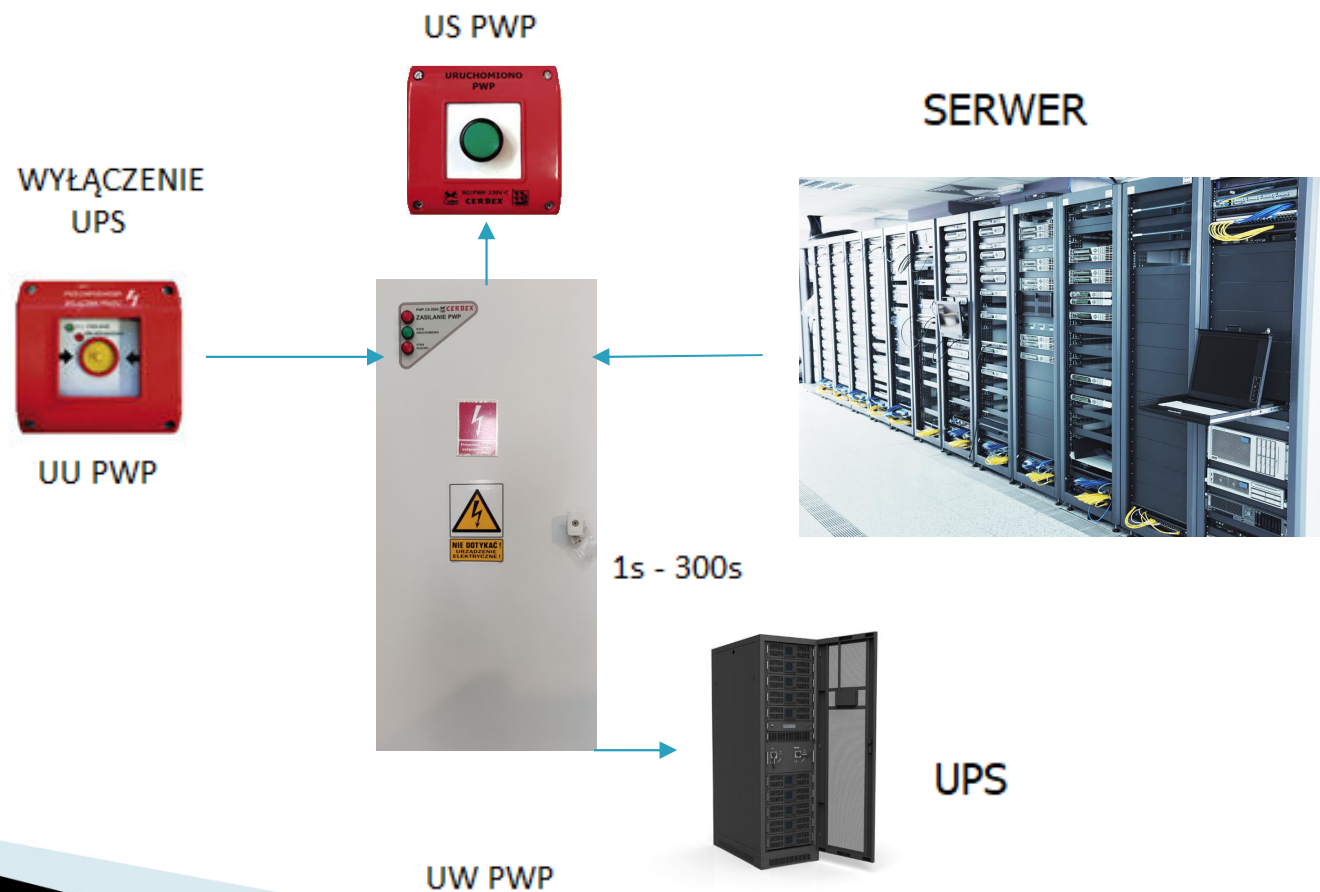 US PWP
URUCHOMIONO
PWP
CERBEX
SERWER
WYŁĄCZENIE
UPS
UU PWP
CERBEX
ZASILANIE PWP
NIE DOTYKAĆ!
URZĄDZENIE
ELEKTRYCZNE!
1s - 300s
UPS
UW PWP